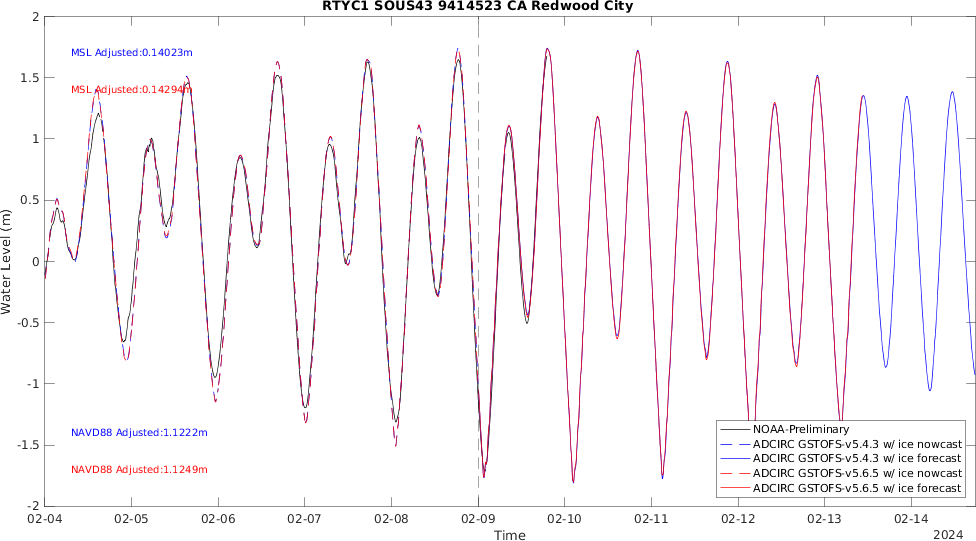 RTYC1 SOUS43 9414523 CA Redwood City
2
1.5
1
0.5
0
-0.5
-1
-1.5
-2
Water Level (m)
MSL Adjusted:0.14023m
MSL Adjusted:0.14294m
NAVD88 Adjusted:1.1222m
NAVD88 Adjusted:1.1249m
NOAA-Preliminary
ADCIRC GSTOFS-v5.4.3 w/ ice nowcast
ADCIRC GSTOFS-v5.4.3 w/ ice forecast
ADCIRC GSTOFS-v5.6.5 w/ ice nowcast
ADCIRC GSTOFS-v5.6.5 w/ ice forecast
02-04 02-05 02-06 02-07 02-08 02-09 02-10 02-11 02-12 02-13 02-14
Time
2024